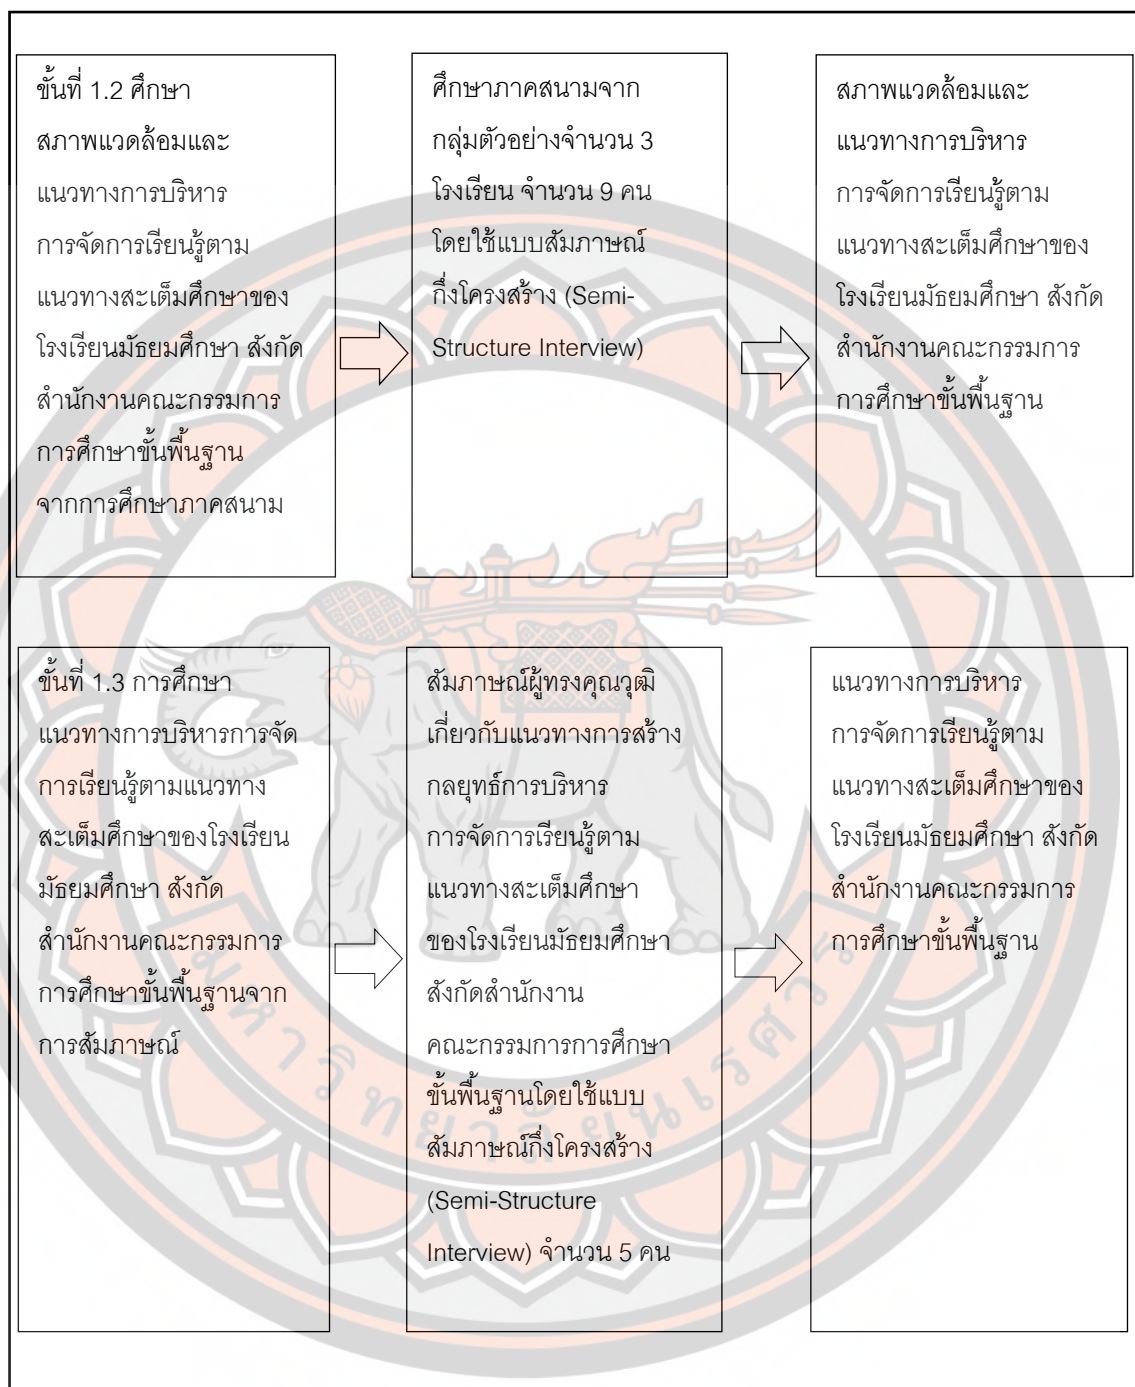 ขั้นที่ 1.2 ศึกษา
สภาพแวดล้อมและ
แนวทางการบริหาร
การจัดการเรียนรู้ตาม
แนวทางสะเต็มศึกษาของ
โรงเรียนมัธยมศึกษา สังกัด
สำนักงานคณะกรรมการ
การศึกษาขั้นพื้นฐาน
จากการศึกษาภาคสนาม
ศึกษาภาคสนามจาก
กลุ่มตัวอย่างจำนวน 3
โรงเรียน จำนวน 9 คน
โดยใช้แบบสัมภาษณ์
กึ่งโครงสร้าง (Semi-
Structure Interview)
สภาพแวดล้อมและ
แนวทางการบริหาร
การจัดการเรียนรู้ตาม
แนวทางสะเต็มศึกษาของ
โรงเรียนมัธยมศึกษา สังกัด
สำนักงานคณะกรรมการ
การศึกษาขั้นพื้นฐาน
ขั้นที่ 1.3 การศึกษา
แนวทางการบริหารการจัด
การเรียนรู้ตามแนวทาง
สะเต็มศึกษาของโรงเรียน
มัธยมศึกษา สังกัด
สำนักงานคณะกรรมการ
การศึกษาขั้นพื้นฐานจาก
การสัมภาษณ์
สัมภาษณ์ผู้ทรงคุณวุฒิ
เกี่ยวกับแนวทางการสร้าง
กลยุทธ์การบริหาร
การจัดการเรียนรู้ตาม
แนวทางสะเต็มศึกษา
ของโรงเรียนมัธยมศึกษา
สังกัดสำนักงาน
คณะกรรมการการศึกษา
ขั้นพื้นฐานโดยใช้แบบ
สัมภาษณ์กึ่งโครงสร้าง
(Semi-Structure
Interview) จำนวน 5 คน
แนวทางการบริหาร
การจัดการเรียนรู้ตาม
แนวทางสะเต็มศึกษาของ
โรงเรียนมัธยมศึกษา สังกัด
สำนักงานคณะกรรมการ
การศึกษาขั้นพื้นฐาน
มหาวิทยาลัยนเรศวร